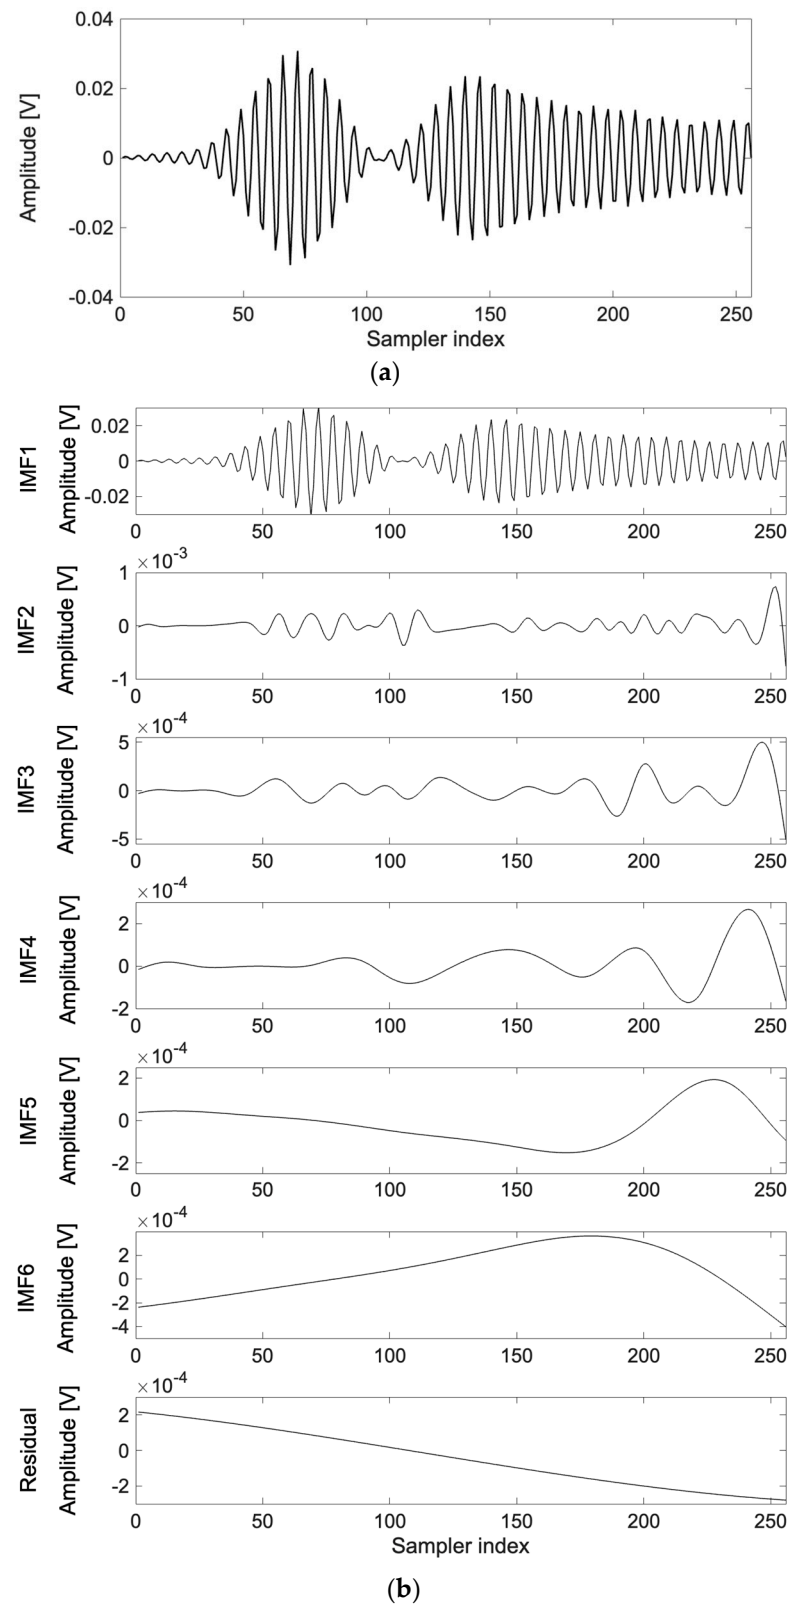 0.04
0.02
0
-0.02
-0.04
Amplitude [V]
0 50 100 150 200 250
Sampler index
(a)
IMF1
Amplitude [V]
0.02
0
-0.02
0 50 100 150 200 250
IMF2
Amplitude [V]
×10-3
1
0
-1
0 50 100 150 200 250
IMF3
Amplitude [V]
×10-4
5
0
-5
0 50 100 150 200 250
IMF4
Amplitude [V]
×10-4
2
0
-2
0 50 100 150 200 250
IMF5
Amplitude [V]
×10-4
2
0
-2
0 50 100 150 200 250
IMF6
Amplitude [V]
×10-4
2
0
-2
-4
0 50 100 150 200 250
Residual
Amplitude [V]
×10-4
2
0
-2
0 50 100 150 200 250
Sampler index
(b)